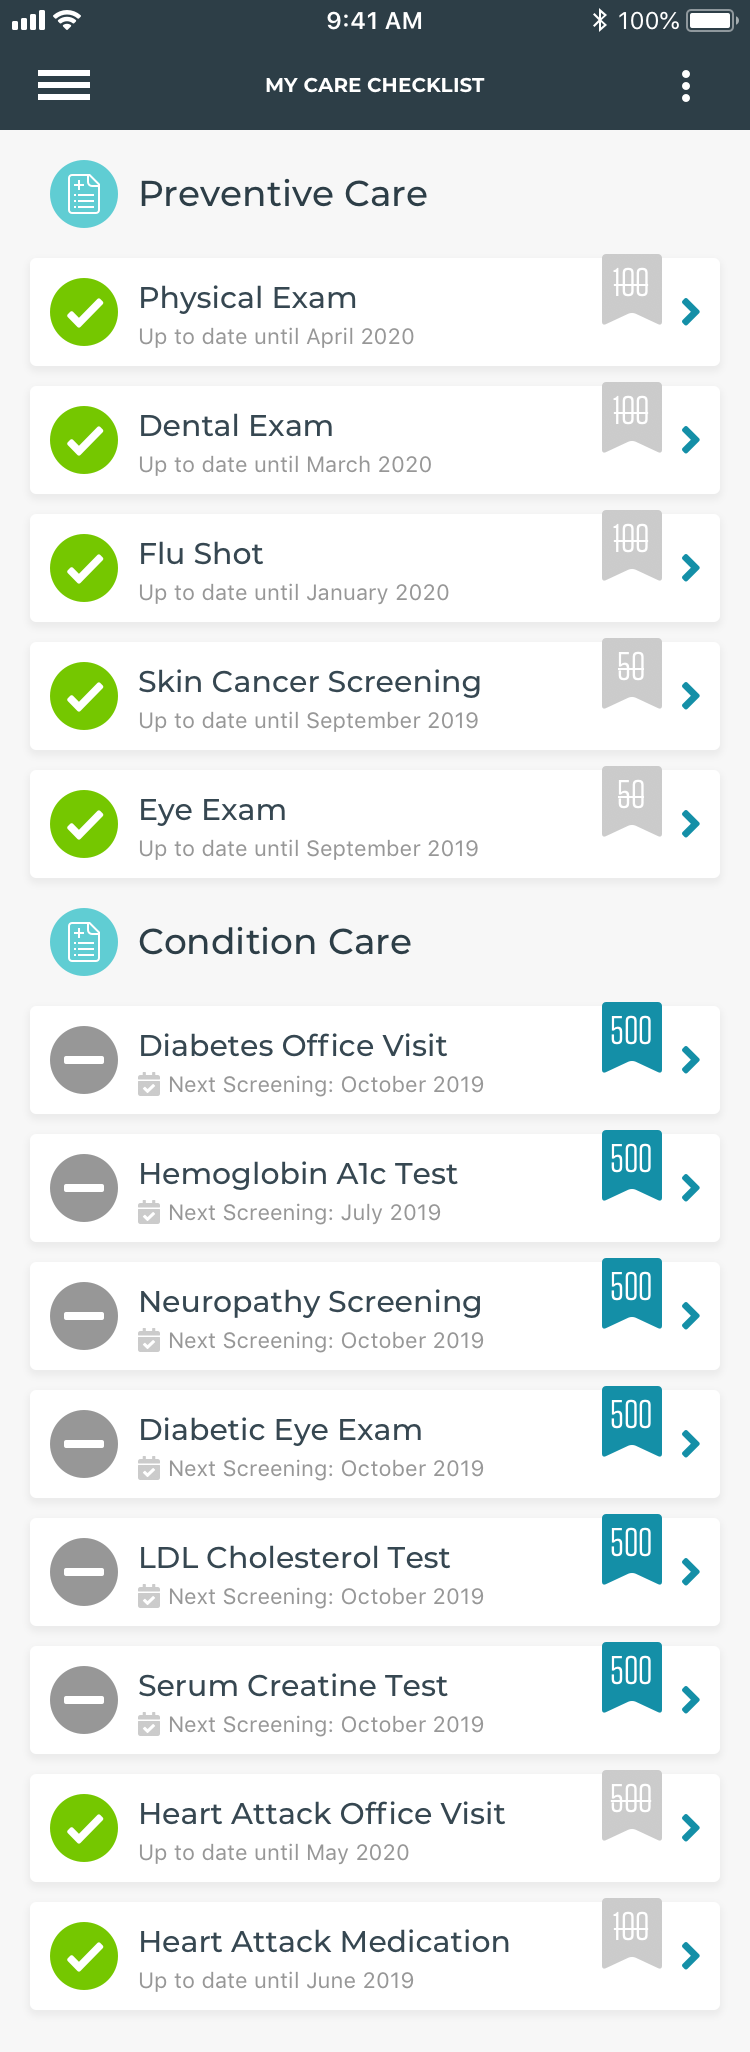 9:41 AM
100%
MY CARE CHECKLIST
Preventive Care
100
Physical Exam
Up to date until April 2020
100
Dental Exam
Up to date until March 2020
100
Flu Shot
Up to date until January 2020
50
Skin Cancer Screening
Up to date until September 2019
50
Eye Exam
Up to date until September 2019
Condition Care
500
Diabetes Office Visit
Next Screening: October 2019
500
Hemoglobin A1c Test
Next Screening: July 2019
500
Neuropathy Screening
Next Screening: October 2019
500
Diabetic Eye Exam
Next Screening: October 2019
500
LDL Cholesterol Test
Next Screening: October 2019
500
Serum Creatine Test
Next Screening: October 2019
500
Heart Attack Office Visit
Up to date until May 2020
100
Heart Attack Medication
Up to date until June 2019